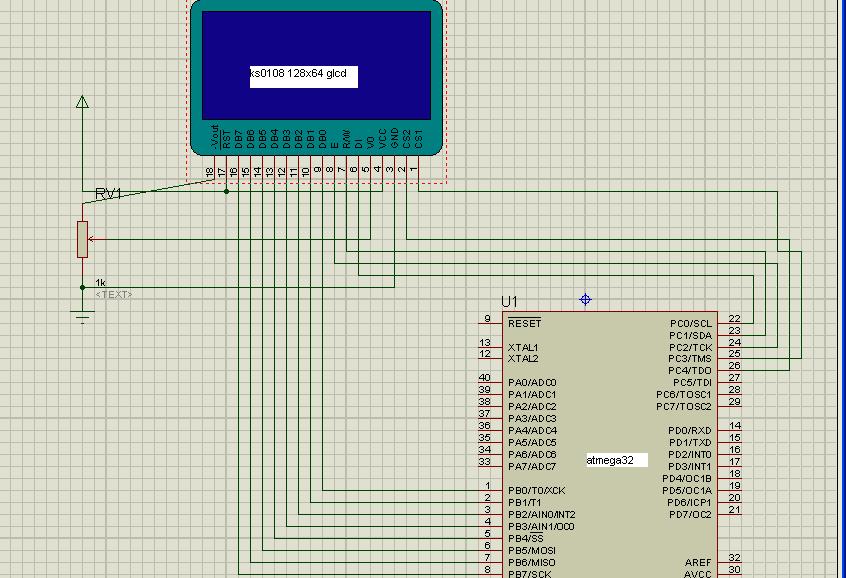 ks0108 128x64 glcd
-Vout
RST
DB7
DB6
DB5
DB4
DB3
DB2
DB1
DB0
E
R/W
DI
V0
VCC
GND
CS2
CS1
18
17
16
15
14
13
12
11
10
9
8
7
6
5
4
3
2
1
RV1
1k
<TEXT>
U1
9 RESET
13 XTAL1
12 XTAL2
40 PA0/ADC0
39 PA1/ADC1
38 PA2/ADC2
37 PA3/ADC3
36 PA4/ADC4
35 PA5/ADC5
34 PA6/ADC6
33 PA7/ADC7
1 PB0/T0/XCK
2 PB1/T1
3 PB2/AIN0/INT2
4 PB3/AIN1/OC0
5 PB4/SS
6 PB5/MOSI
7 PB6/MISO
8 PB7/SCK
PC0/SCL 22
PC1/SDA 23
PC2/TCK 24
PC3/TMS 25
PC4/TDO 26
PC5/TDI 27
PC6/TOSC1 28
PC7/TOSC2 29
PD0/RXD 14
PD1/TXD 15
PD2/INT0 16
PD3/INT1 17
PD4/OC1B 18
PD5/OC1A 19
PD6/ICP1 20
PD7/OC2 21
AREF 32
AVCC 30
atmega32